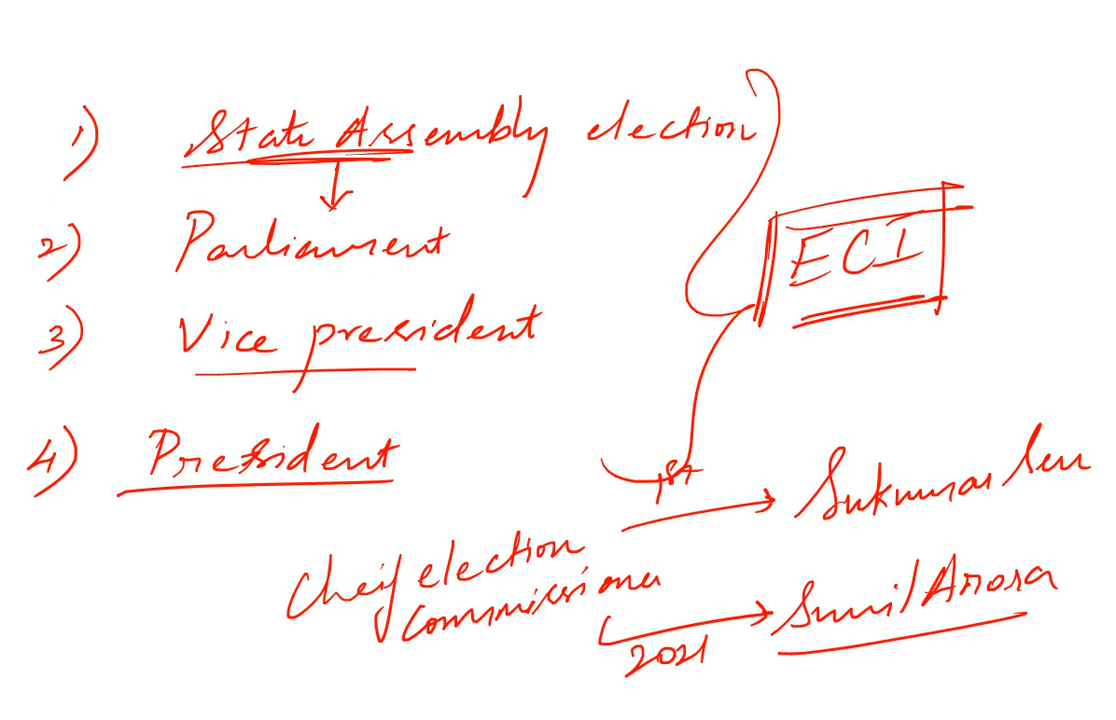 1) State Assembly election
2) Parliament
ECI
3) Vice president
4) President
1st
Sukumar Sen
Cheif election
Commissioner
2021
Sunil Arora